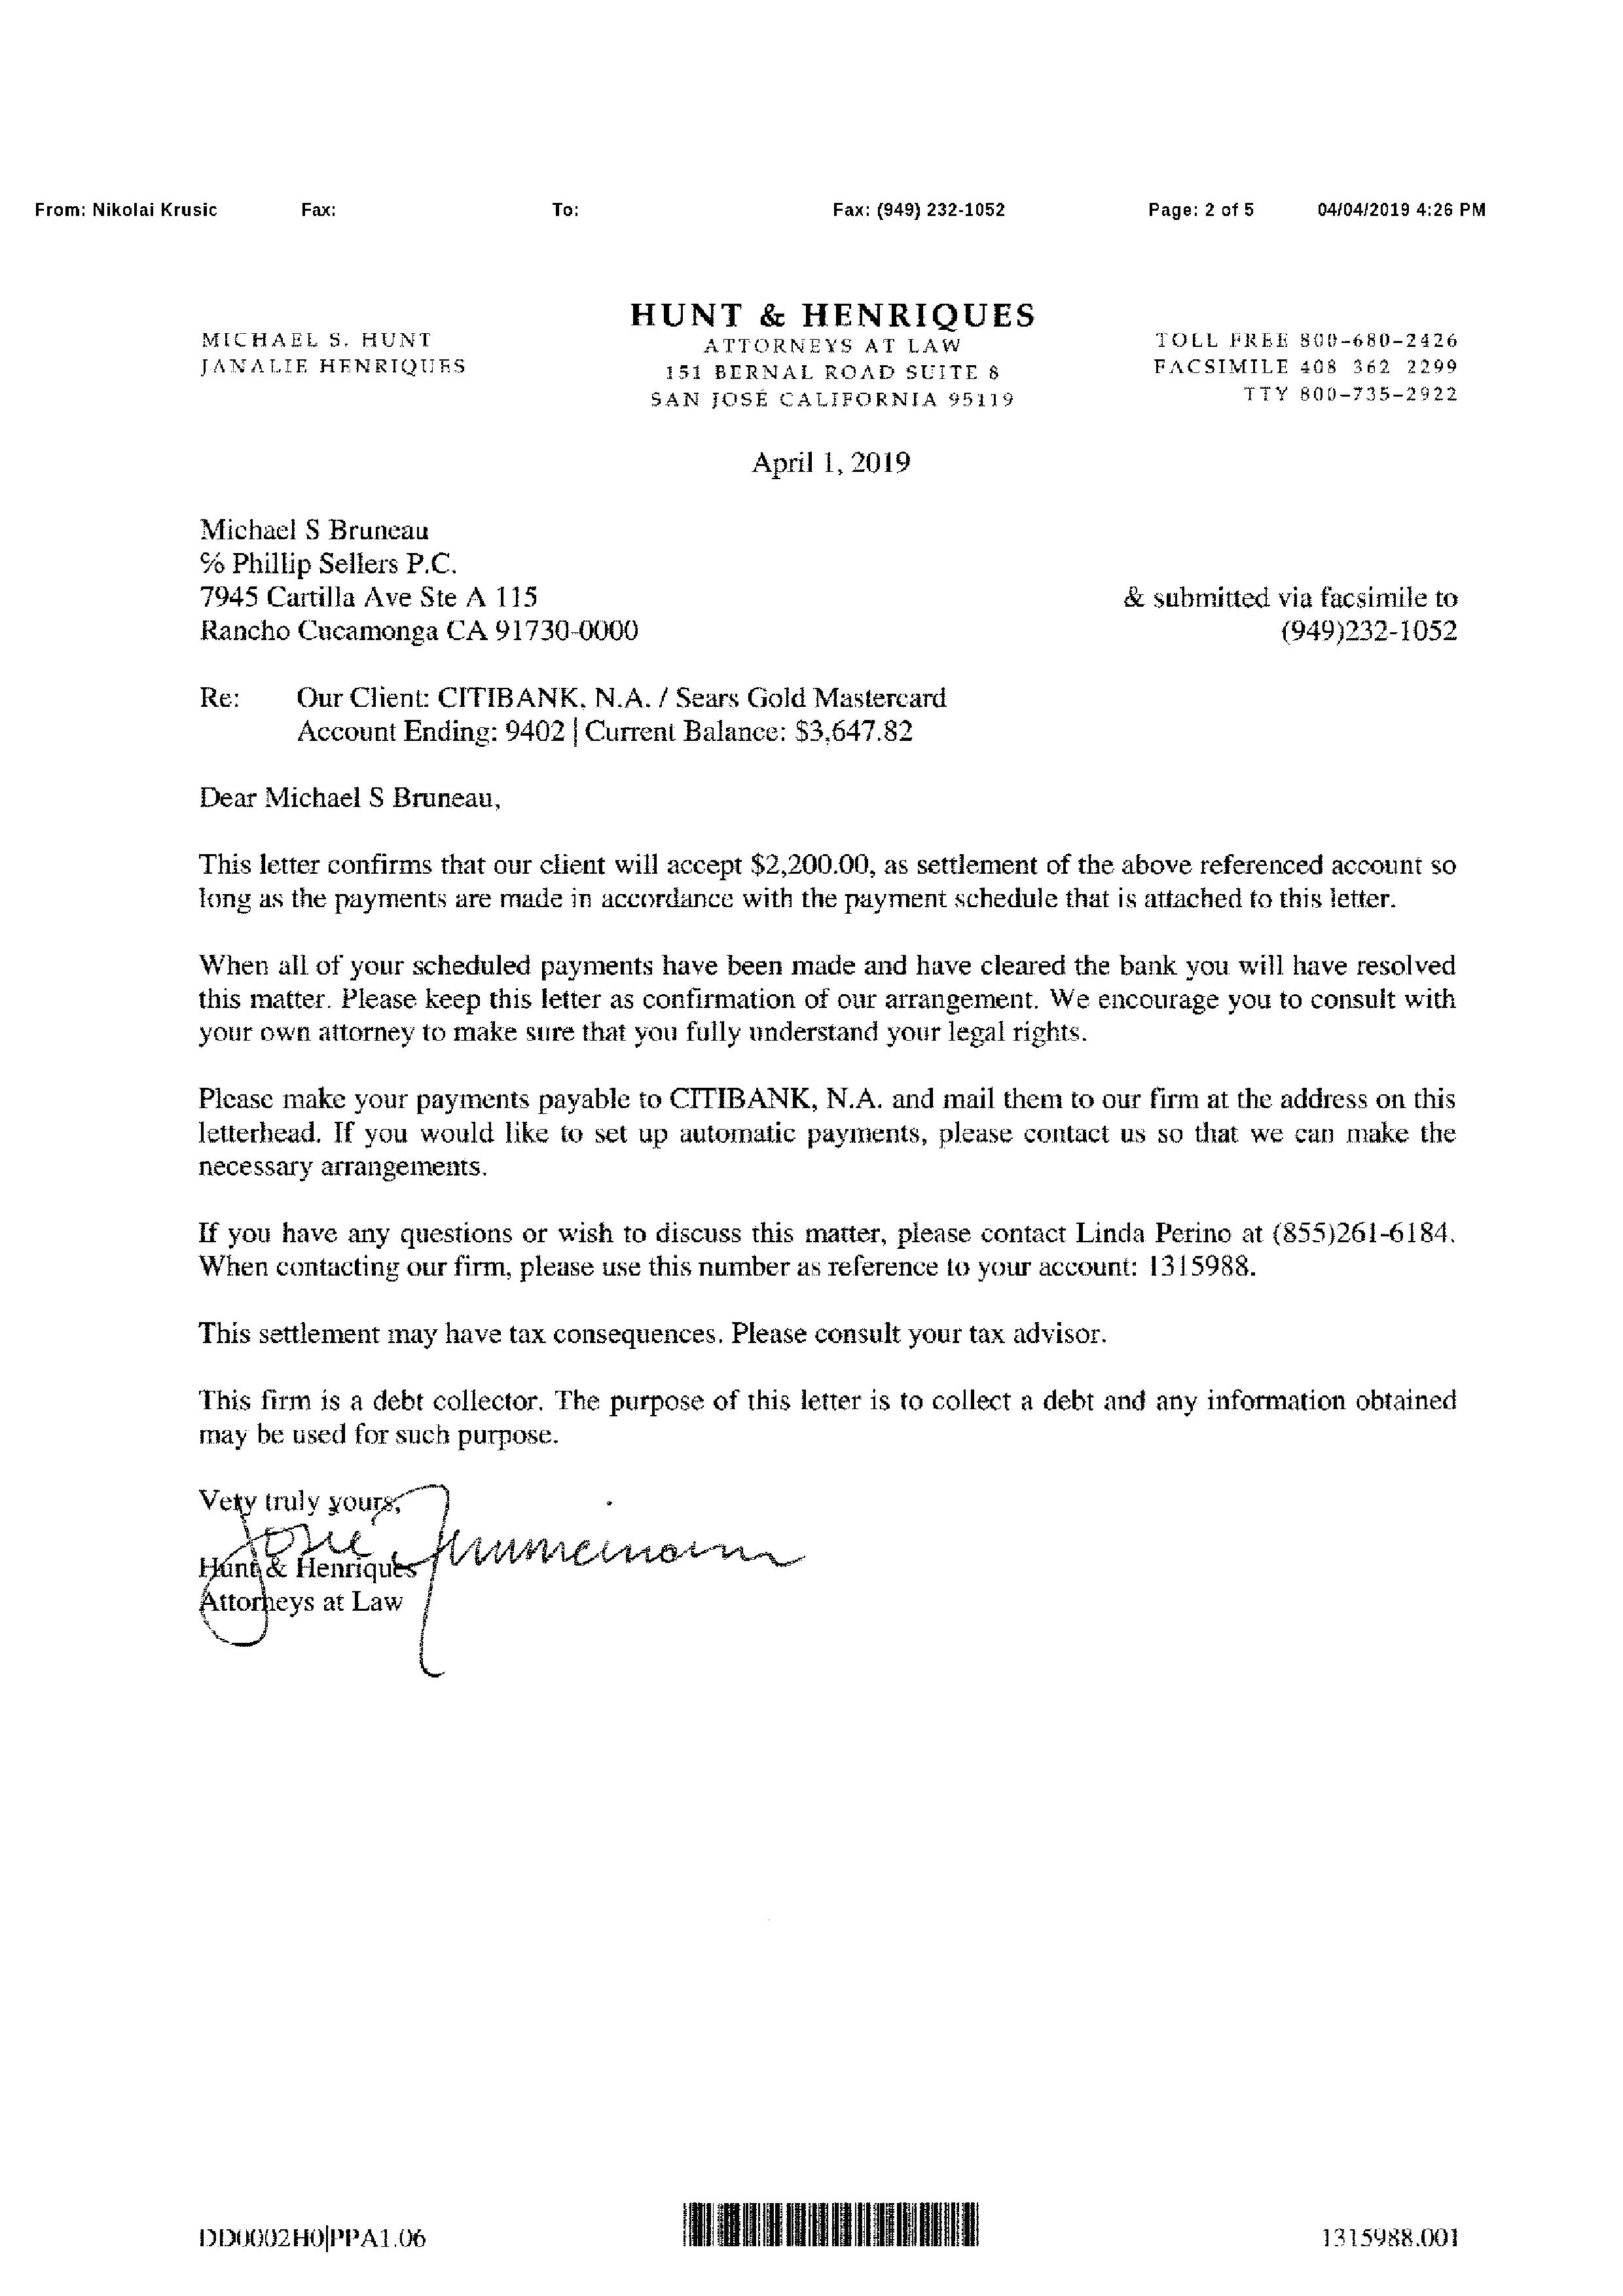 From: Nikolai Krusic Fax: To: Fax: (949) 232-1052 Page: 2 of 5 04/04/2019 4:26 PM
HUNT & HENRIQUES
MICHAEL S. HUNT ATTORNEYS AT LAW TOLL FREE 800-680-2426
JANALIE HENRIQUES 151 BERNAL ROAD SUITE 8 FACSIMILE 408 362 2299
SAN JOSÉ CALIFORNIA 95119 TTY 800-735-2922
April 1, 2019
Michael S Bruneau
℅ Phillip Sellers P.C.
7945 Cartilla Ave Ste A 115 & submitted via facsimile to
Rancho Cucamonga CA 91730-0000 (949)232-1052
Re: Our Client: CITIBANK, N.A. / Sears Gold Mastercard
Account Ending: 9402 | Current Balance: $3,647.82
Dear Michael S Bruneau,
This letter confirms that our client will accept $2,200.00, as settlement of the above referenced account so
long as the payments are made in accordance with the payment schedule that is attached to this letter.
When all of your scheduled payments have been made and have cleared the bank you will have resolved
this matter. Please keep this letter as confirmation of our arrangement. We encourage you to consult with
your own attorney to make sure that you fully understand your legal rights.
Please make your payments payable to CITIBANK, N.A. and mail them to our firm at the address on this
letterhead. If you would like to set up automatic payments, please contact us so that we can make the
necessary arrangements.
If you have any questions or wish to discuss this matter, please contact Linda Perino at (855)261-6184.
When contacting our firm, please use this number as reference to your account: 1315988.
This settlement may have tax consequences. Please consult your tax advisor.
This firm is a debt collector. The purpose of this letter is to collect a debt and any information obtained
may be used for such purpose.
Very truly yours,
Hunt & Henriques
Attorneys at Law
DD0002H0|PPA1.06 1315988.001